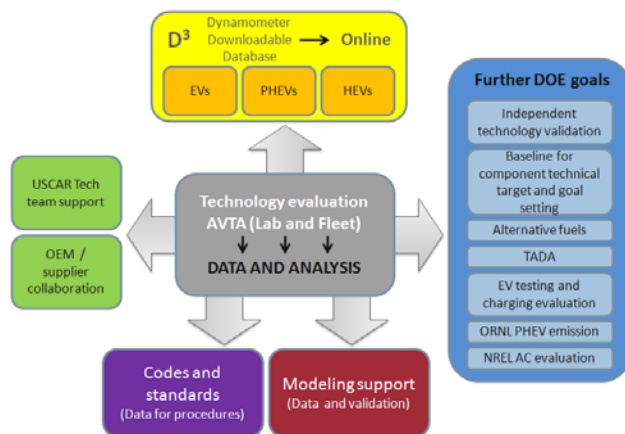 D³
Dynamometer
Downloadable
Database
Online
EVs
PHEVs
HEVs
USCAR Tech
team support
OEM /
supplier
collaboration
Technology evaluation
AVTA (Lab and Fleet)
DATA AND ANALYSIS
Codes and
standards
(Data for procedures)
Modeling support
(Data and validation)
Further DOE goals
Independent
technology validation
Baseline for
component technical
target and goal
setting
Alternative fuels
TADA
EV testing and
charging evaluation
ORNL PHEV emission
NREL AC evaluation